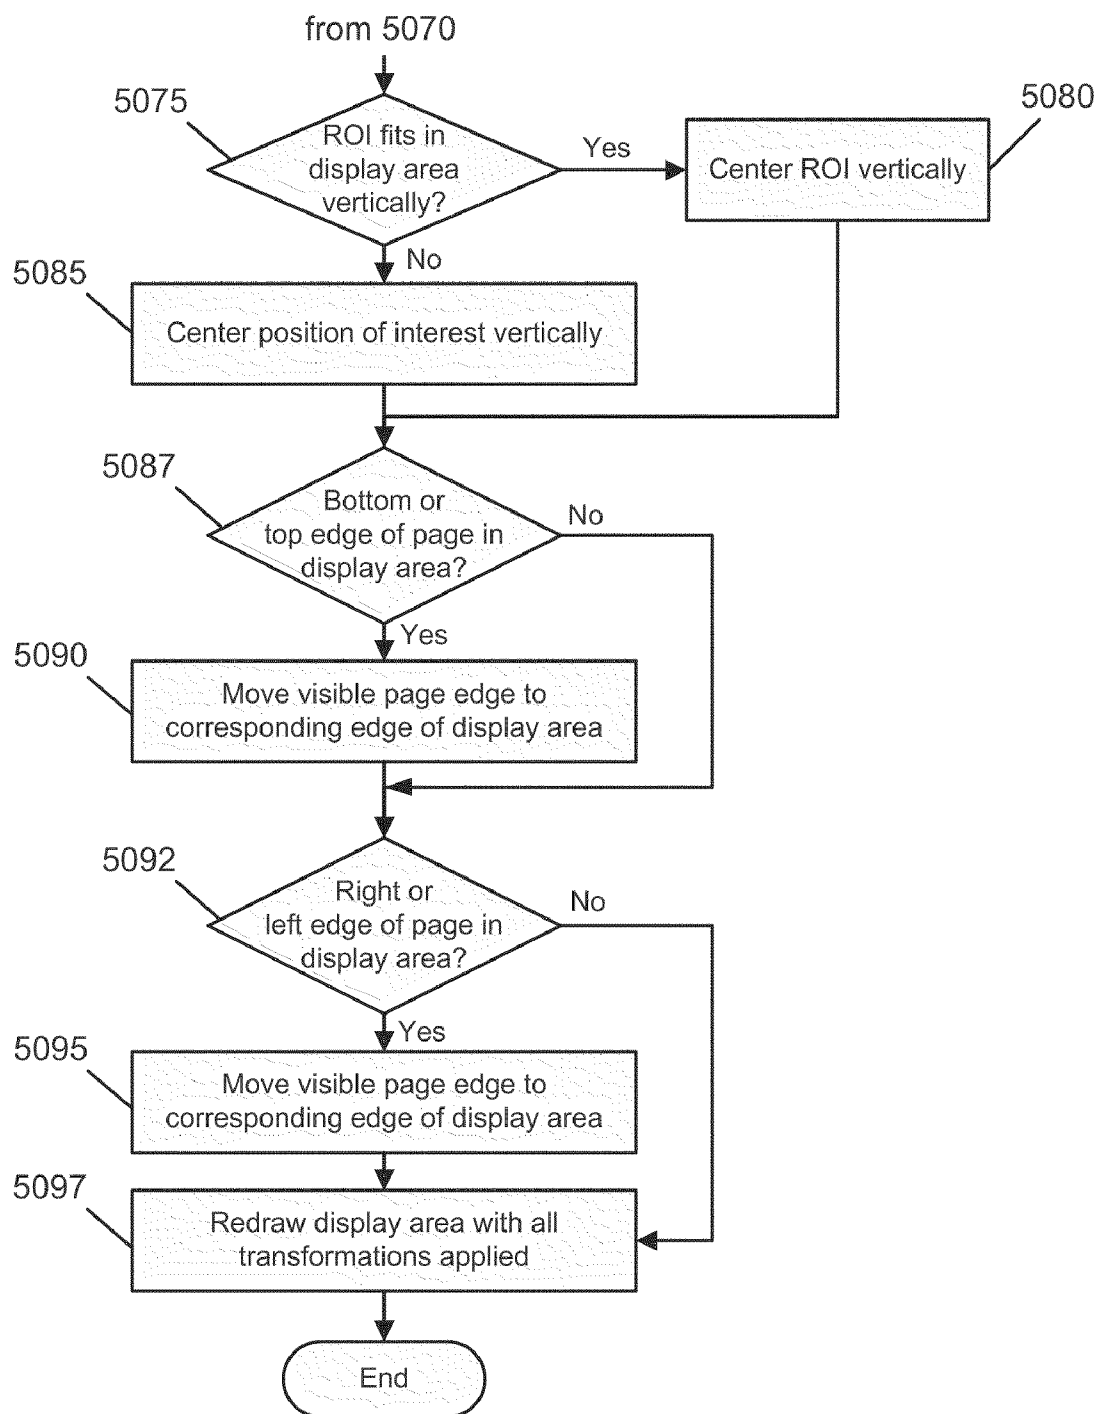 from 5070
5075
5080
ROI fits in
display area
vertically?
Yes
Center ROI vertically
No
5085
Center position of interest vertically
5087
Bottom or
top edge of page in
display area?
No
Yes
5090
Move visible page edge to
corresponding edge of display area
5092
Right or
left edge of page in
display area?
No
Yes
5095
Move visible page edge to
corresponding edge of display area
5097
Redraw display area with all
transformations applied
End